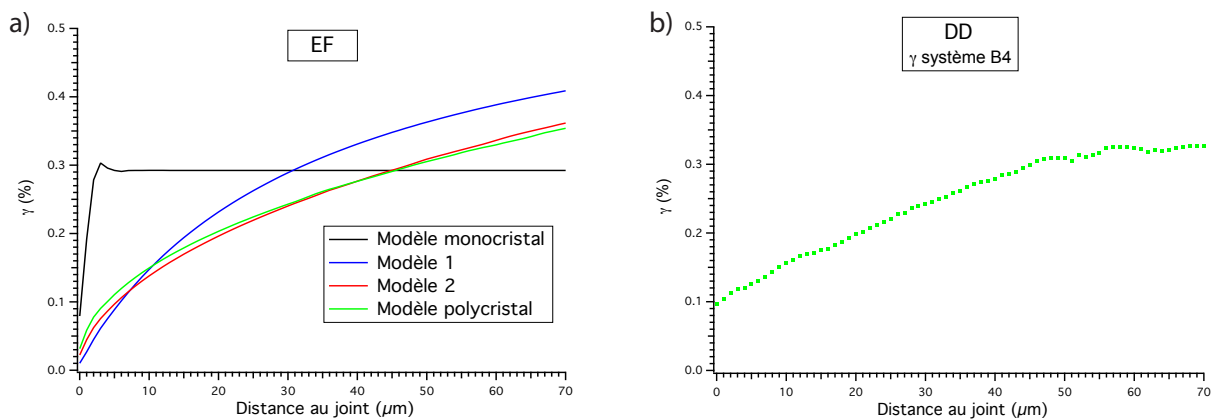 a)
EF
γ (%)
0.5
0.4
0.3
0.2
0.1
0.0
Modèle monocristal
Modèle 1
Modèle 2
Modèle polycristal
0 10 20 30 40 50 60 70
Distance au joint (µm)
b)
DD
γ système B4
γ (%)
0.5
0.4
0.3
0.2
0.1
0.0
0 10 20 30 40 50 60 70
Distance au joint (µm)